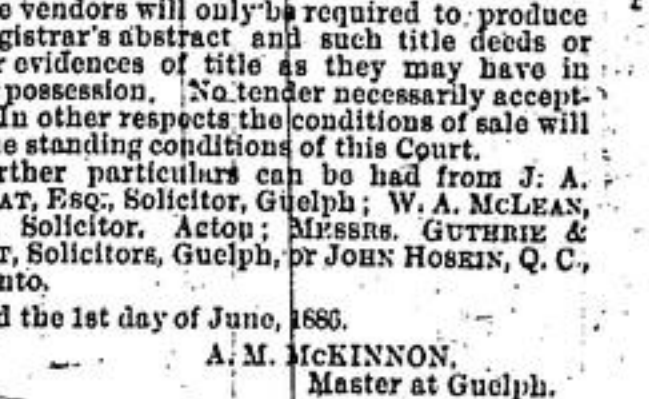 e vendors will only be required to produce
gistrar's abstract and such title deeds or
r evidences of title as they may have in
possession. No tender necessarily accept-
In other respects the conditions of sale will
e standing conditions of this Court.
rther particulars can be had from J. A.
AT, ESQ., Solicitor, Guelph; W. A. MCLEAN,
Solicitor, Acton; MESSRS. GUTHRIE &
T, Solicitors, Guelph, or JOHN HOSKIN, Q. C.,
nto.
d the 1st day of June, 1886.
A. M. MCKINNON,
Master at Guelph.